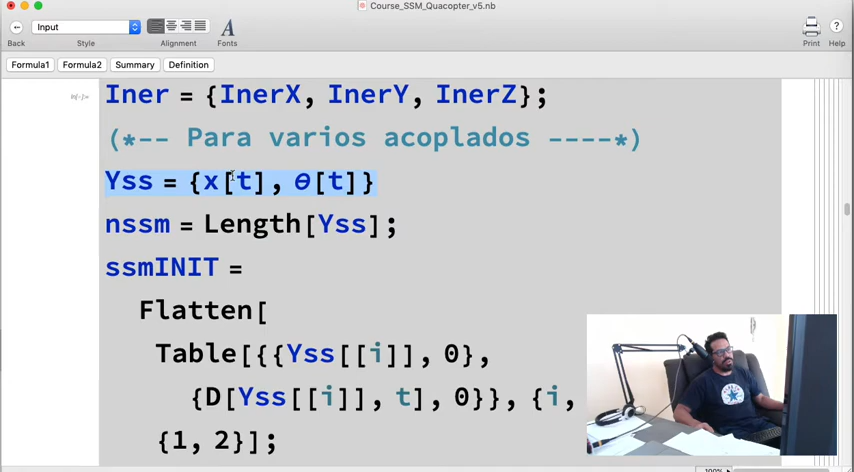 Course_SSM_Quacopter_v5.nb
Input
Back
Style
Alignment
Fonts
Print
Help
Formula1
Formula2
Summary
Definition
Iner = {InerX, InerY, InerZ};
(*-- Para varios acoplados ----*)
Yss = {x[t], θ[t]}
nssm = Length[Yss];
ssmINIT =
Flatten[
Table[{{Yss[[i]], 0},
{D[Yss[[i]], t], 0}}, {i,
{1, 2}];
100%